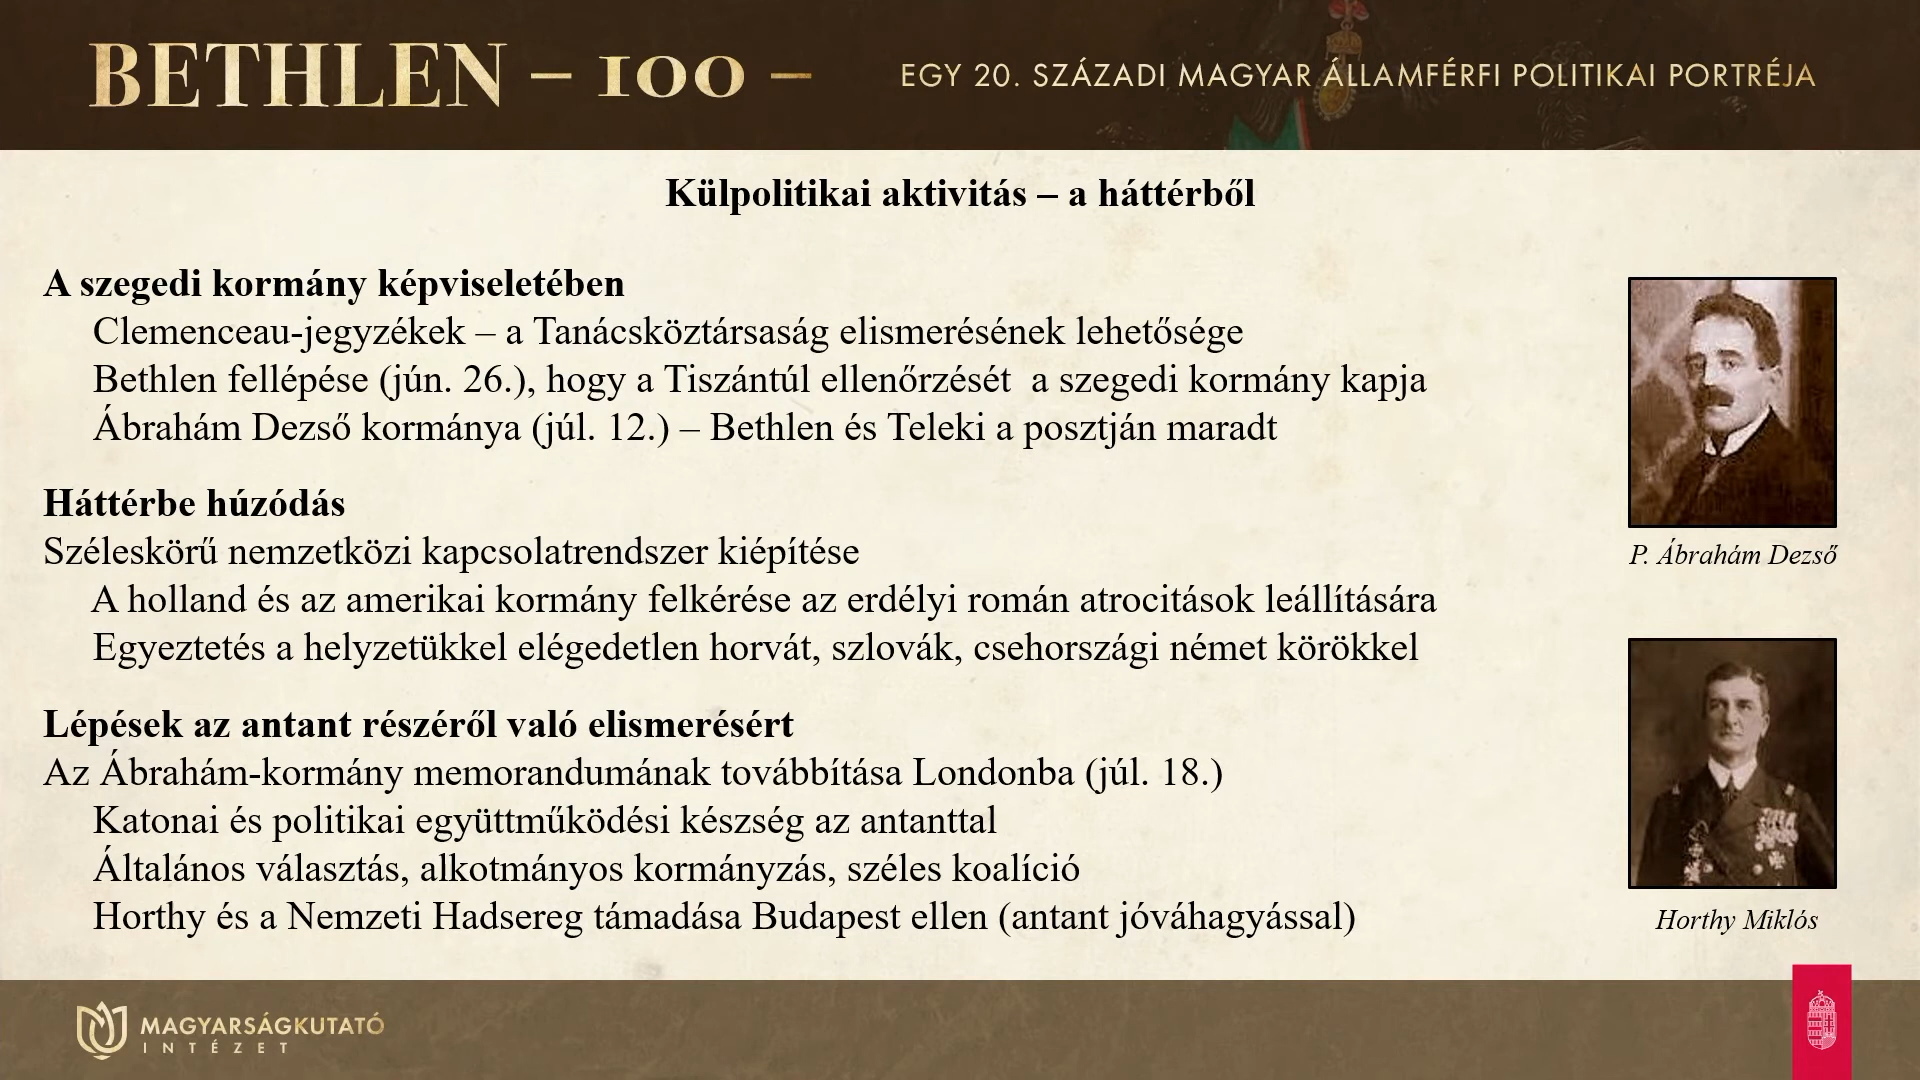 BETHLEN – 100 –
EGY 20. SZÁZADI MAGYAR ÁLLAMFÉRFI POLITIKAI PORTRÉJA
Külpolitikai aktivitás – a háttérből
A szegedi kormány képviseletében
Clemenceau-jegyzékek – a Tanácsköztársaság elismerésének lehetősége
Bethlen fellépése (jún. 26.), hogy a Tiszántúl ellenőrzését  a szegedi kormány kapja
Ábrahám Dezső kormánya (júl. 12.) – Bethlen és Teleki a posztján maradt
Háttérbe húzódás
Széleskörű nemzetközi kapcsolatrendszer kiépítése
A holland és az amerikai kormány felkérése az erdélyi román atrocitások leállítására
Egyeztetés a helyzetükkel elégedetlen horvát, szlovák, csehországi német körökkel
Lépések az antant részéről való elismerésért
Az Ábrahám-kormány memorandumának továbbítása Londonba (júl. 18.)
Katonai és politikai együttműködési készség az antanttal
Általános választás, alkotmányos kormányzás, széles koalíció
Horthy és a Nemzeti Hadsereg támadása Budapest ellen (antant jóváhagyással)
P. Ábrahám Dezső
Horthy Miklós
MAGYARSÁGKUTATÓ
INTÉZET